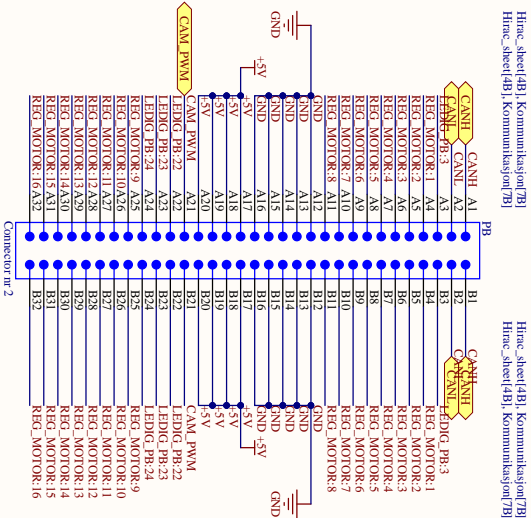 Hirac_sheet[4B], Kommunikasjon[7B] Hirac_sheet[4B], Kommunikasjon[7B]
Hirac_sheet[4B], Kommunikasjon[7B] Hirac_sheet[4B], Kommunikasjon[7B]
PB
CANH CANH A1 B1 CANH CANH
CANL CANL A2 B2 CANL CANL
LEDIG_PB:3 A3 B3 LEDIG_PB:3
REG_MOTOR:1 A4 B4 REG_MOTOR:1
REG_MOTOR:2 A5 B5 REG_MOTOR:2
REG_MOTOR:3 A6 B6 REG_MOTOR:3
REG_MOTOR:4 A7 B7 REG_MOTOR:4
REG_MOTOR:5 A8 B8 REG_MOTOR:5
REG_MOTOR:6 A9 B9 REG_MOTOR:6
REG_MOTOR:7 A10 B10 REG_MOTOR:7
REG_MOTOR:8 A11 B11 REG_MOTOR:8
GND A12 B12 GND
GND A13 B13 GND
GND A14 B14 GND
GND A15 B15 GND
GND GND A16 B16 GND GND
+5V +5V A17 B17 +5V +5V
+5V A18 B18 +5V
+5V A19 B19 +5V
+5V A20 B20 +5V
CAM_PWM CAM_PWM A21 B21 CAM_PWM
LEDIG_PB:22 A22 B22 LEDIG_PB:22
LEDIG_PB:23 A23 B23 LEDIG_PB:23
LEDIG_PB:24 A24 B24 LEDIG_PB:24
REG_MOTOR:9 A25 B25 REG_MOTOR:9
REG_MOTOR:10 A26 B26 REG_MOTOR:10
REG_MOTOR:11 A27 B27 REG_MOTOR:11
REG_MOTOR:12 A28 B28 REG_MOTOR:12
REG_MOTOR:13 A29 B29 REG_MOTOR:13
REG_MOTOR:14 A30 B30 REG_MOTOR:14
REG_MOTOR:15 A31 B31 REG_MOTOR:15
REG_MOTOR:16 A32 B32 REG_MOTOR:16
Connector nr 2